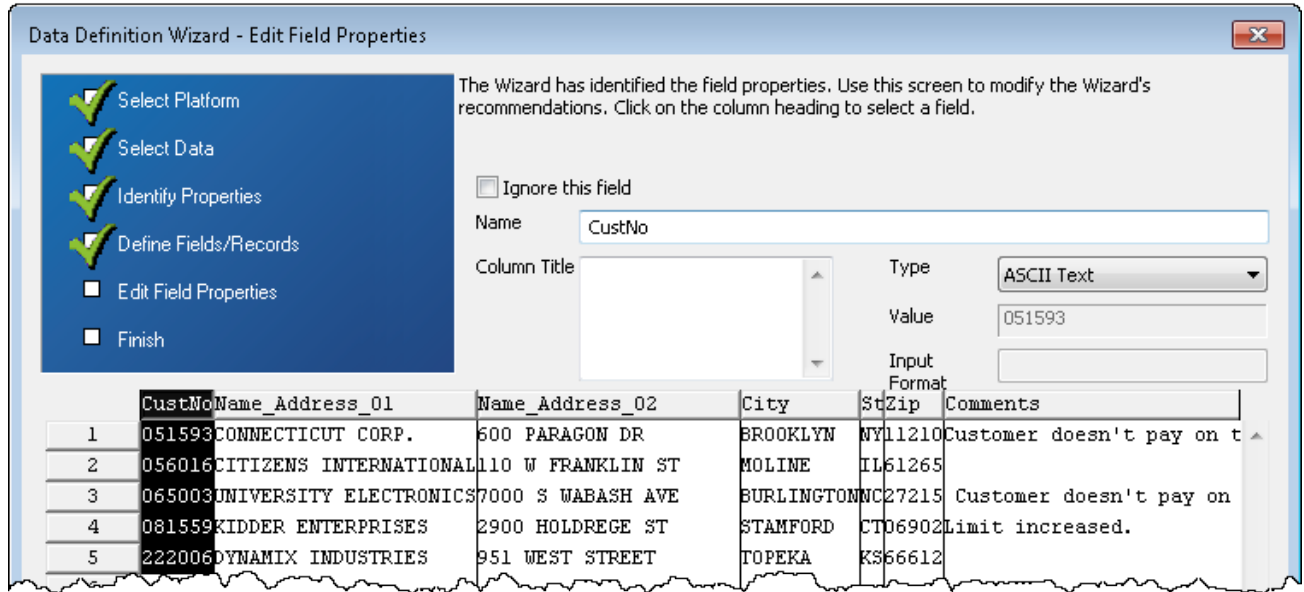 Data Definition Wizard - Edit Field Properties
Select Platform
Select Data
Identify Properties
Define Fields/Records
Edit Field Properties
Finish
The Wizard has identified the field properties. Use this screen to modify the Wizard's
recommendations. Click on the column heading to select a field.
Ignore this field
Name CustNo
Column Title
Type ASCII Text
Value 051593
Input
Format
CustNo Name_Address_01 Name_Address_02 City St Zip Comments
1 051593 CONNECTICUT CORP. 600 PARAGON DR BROOKLYN NY 11210 Customer doesn't pay on t
2 056016 CITIZENS INTERNATIONAL 110 W FRANKLIN ST MOLINE IL 61265
3 065003 UNIVERSITY ELECTRONICS 7000 S WABASH AVE BURLINGTON NC 27215 Customer doesn't pay on
4 081559 KIDDER ENTERPRISES 2900 HOLDREGE ST STAMFORD CT 06902 Limit increased.
5 222006 DYNAMIX INDUSTRIES 951 WEST STREET TOPEKA KS 66612